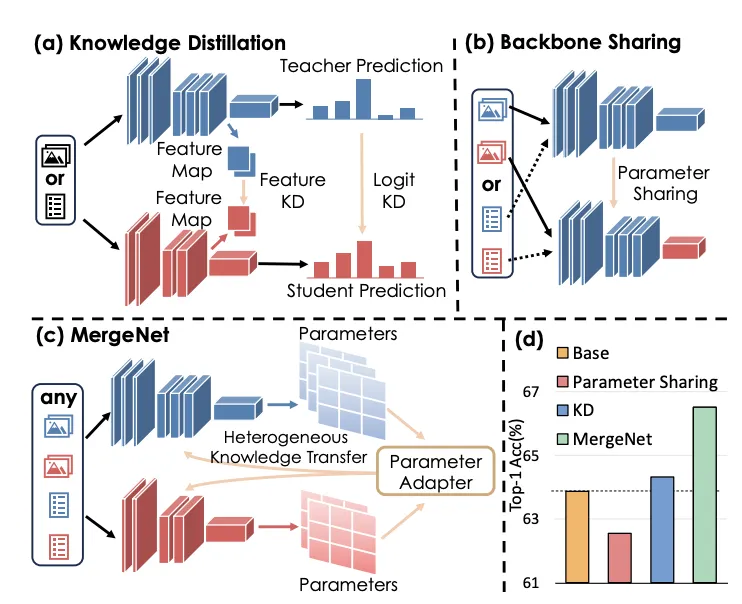 (a) Knowledge Distillation
Teacher Prediction
or
Feature
Map
Feature
Map
Feature
KD
Logit
KD
Student Prediction
(b) Backbone Sharing
or
Parameter
Sharing
(c) MergeNet
any
Parameters
Heterogeneous
Knowledge Transfer
Parameter
Adapter
Parameters
(d)
Base
Parameter Sharing
KD
MergeNet
Top-1 Acc(%)
67
65
63
61